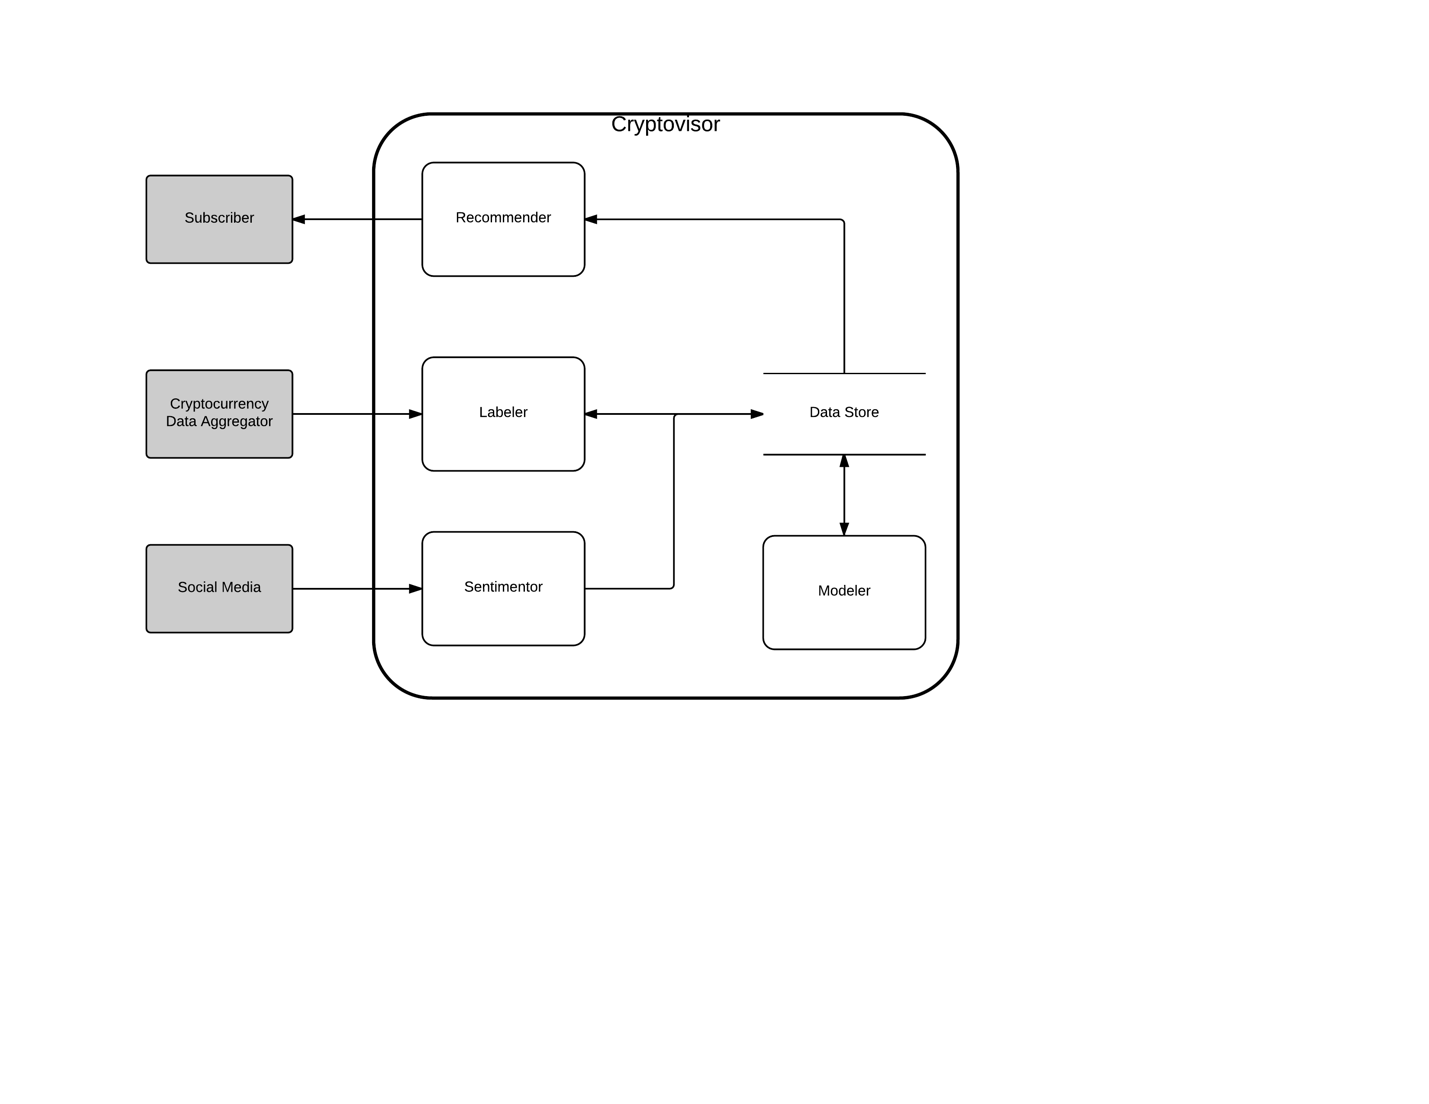 Cryptovisor
Subscriber
Recommender
Cryptocurrency
Data Aggregator
Labeler
Data Store
Social Media
Sentimentor
Modeler